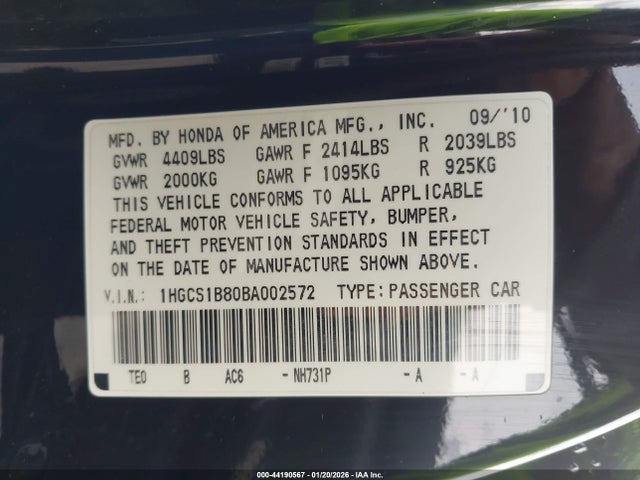 MFD. BY HONDA OF AMERICA MFG., INC. 09/'10
GVWR 4409LBS GAWR F 2414LBS R 2039LBS
GVWR 2000KG GAWR F 1095KG R 925KG
THIS VEHICLE CONFORMS TO ALL APPLICABLE
FEDERAL MOTOR VEHICLE SAFETY, BUMPER,
AND THEFT PREVENTION STANDARDS IN EFFECT
ON THE DATE OF MANUFACTURE SHOWN ABOVE.
V.I.N.: 1HGCS1B80BA002572 TYPE: PASSENGER CAR
TE0 B AC6 - NH731P - A - A
000-44190567 - 01/20/2026 - IAA Inc.